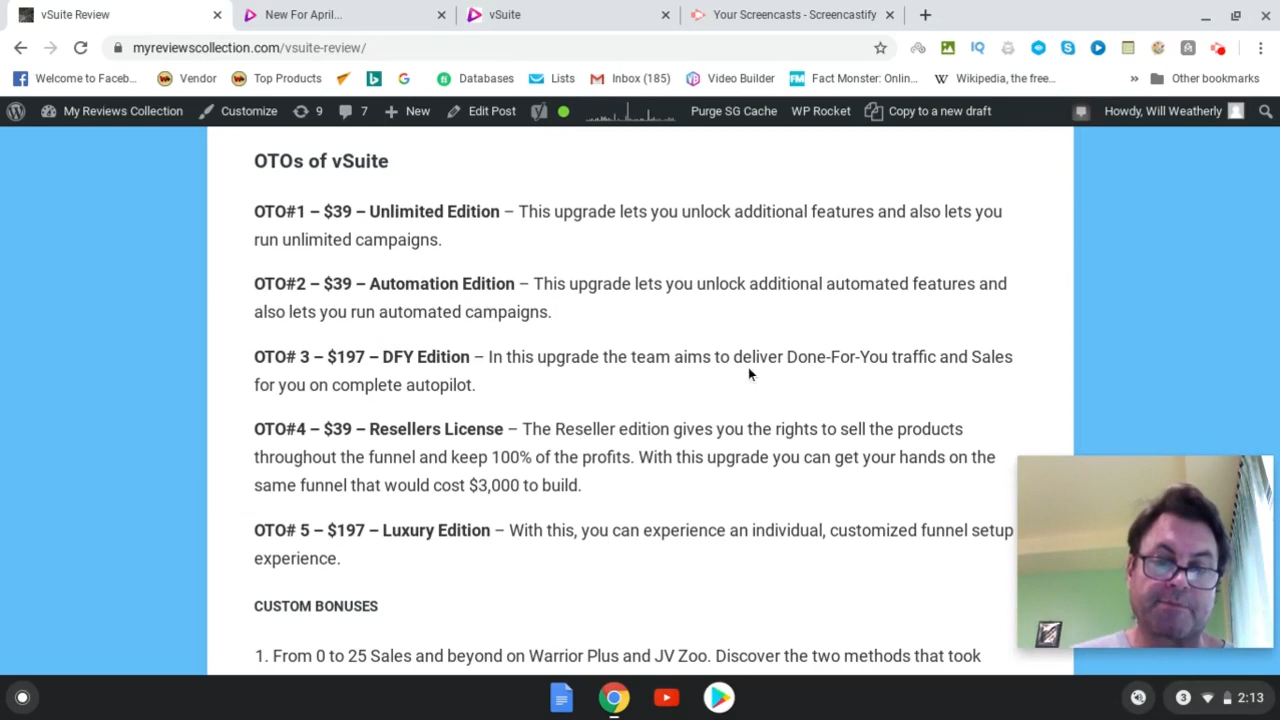 vSuite Review
New For April...
vSuite
Your Screencasts - Screencastify
myreviewscollection.com/vsuite-review/
Welcome to Faceb...
Vendor
Top Products
Databases
Lists
Inbox (185)
Video Builder
Fact Monster: Onlin...
Wikipedia, the free...
Other bookmarks
My Reviews Collection
Customize
9
7
New
Edit Post
Purge SG Cache
WP Rocket
Copy to a new draft
Howdy, Will Weatherly
OTOs of vSuite
OTO#1 – $39 – Unlimited Edition – This upgrade lets you unlock additional features and also lets you
run unlimited campaigns.
OTO#2 – $39 – Automation Edition – This upgrade lets you unlock additional automated features and
also lets you run automated campaigns.
OTO# 3 – $197 – DFY Edition – In this upgrade the team aims to deliver Done-For-You traffic and Sales
for you on complete autopilot.
OTO#4 – $39 – Resellers License – The Reseller edition gives you the rights to sell the products
throughout the funnel and keep 100% of the profits. With this upgrade you can get your hands on the
same funnel that would cost $3,000 to build.
OTO# 5 – $197 – Luxury Edition – With this, you can experience an individual, customized funnel setup
experience.
CUSTOM BONUSES
1. From 0 to 25 Sales and beyond on Warrior Plus and JV Zoo. Discover the two methods that took
3
2:13